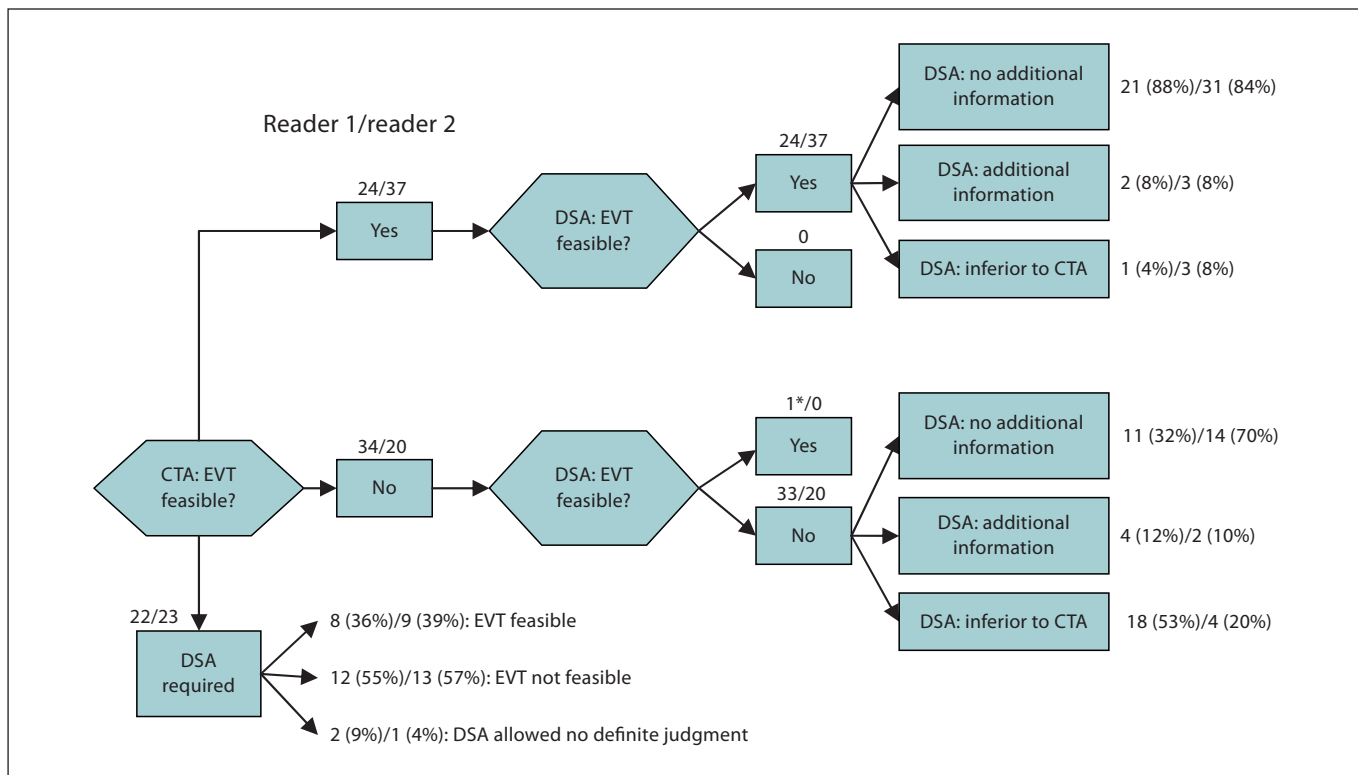 Reader 1/reader 2
24/37
Yes
DSA: EVT
feasible?
24/37
Yes
0
No
DSA: no additional
information
21 (88%)/31 (84%)
DSA: additional
information
2 (8%)/3 (8%)
DSA: inferior to CTA
1 (4%)/3 (8%)
CTA: EVT
feasible?
34/20
No
DSA: EVT
feasible?
1*/0
Yes
33/20
No
DSA: no additional
information
11 (32%)/14 (70%)
DSA: additional
information
4 (12%)/2 (10%)
DSA: inferior to CTA
18 (53%)/4 (20%)
22/23
DSA
required
8 (36%)/9 (39%): EVT feasible
12 (55%)/13 (57%): EVT not feasible
2 (9%)/1 (4%): DSA allowed no definite judgment